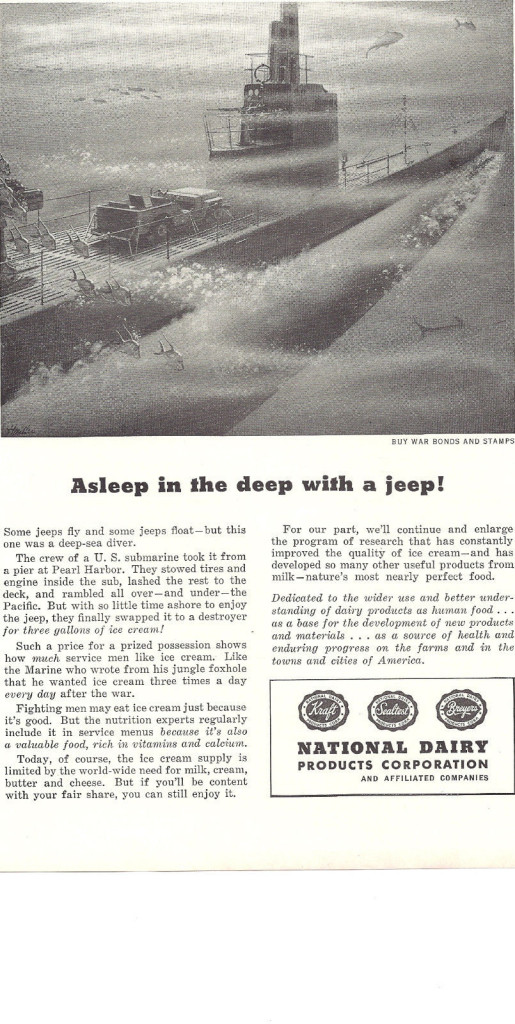 BUY WAR BONDS AND STAMPS
Asleep in the deep with a jeep!
Some jeeps fly and some jeeps float—but this
one was a deep-sea diver.
The crew of a U. S. submarine took it from
a pier at Pearl Harbor. They stowed tires and
engine inside the sub, lashed the rest to the
deck, and rambled all over—and under—the
Pacific. But with so little time ashore to enjoy
the jeep, they finally swapped it to a destroyer
for three gallons of ice cream!
Such a price for a prized possession shows
how much service men like ice cream. Like
the Marine who wrote from his jungle foxhole
that he wanted ice cream three times a day
every day after the war.
Fighting men may eat ice cream just because
it's good. But the nutrition experts regularly
include it in service menus because it's also
a valuable food, rich in vitamins and calcium.
Today, of course, the ice cream supply is
limited by the world-wide need for milk, cream,
butter and cheese. But if you'll be content
with your fair share, you can still enjoy it.
For our part, we'll continue and enlarge
the program of research that has constantly
improved the quality of ice cream—and has
developed so many other useful products from
milk—nature's most nearly perfect food.
Dedicated to the wider use and better under-
standing of dairy products as human food . . .
as a base for the development of new products
and materials . . . as a source of health and
enduring progress on the farms and in the
towns and cities of America.
Kraft Sealtest Breyers
NATIONAL DAIRY
PRODUCTS CORPORATION
AND AFFILIATED COMPANIES